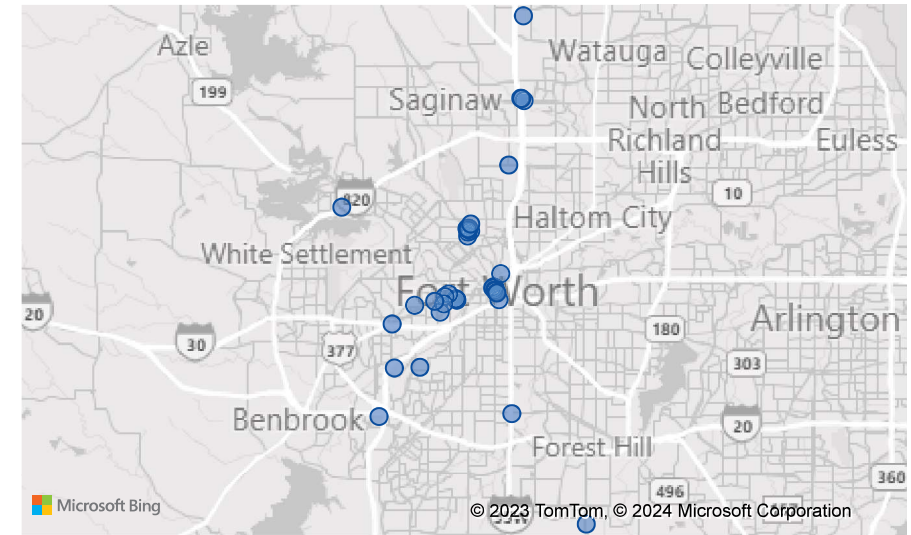 Azle
Watauga
Colleyville
199
Saginaw
North
Richland
Hills
Bedford
Euless
820
10
Haltom City
White Settlement
Fort Worth
20
30
377
180
Arlington
303
Benbrook
20
Forest Hill
360
496
Microsoft Bing
© 2023 TomTom, © 2024 Microsoft Corporation